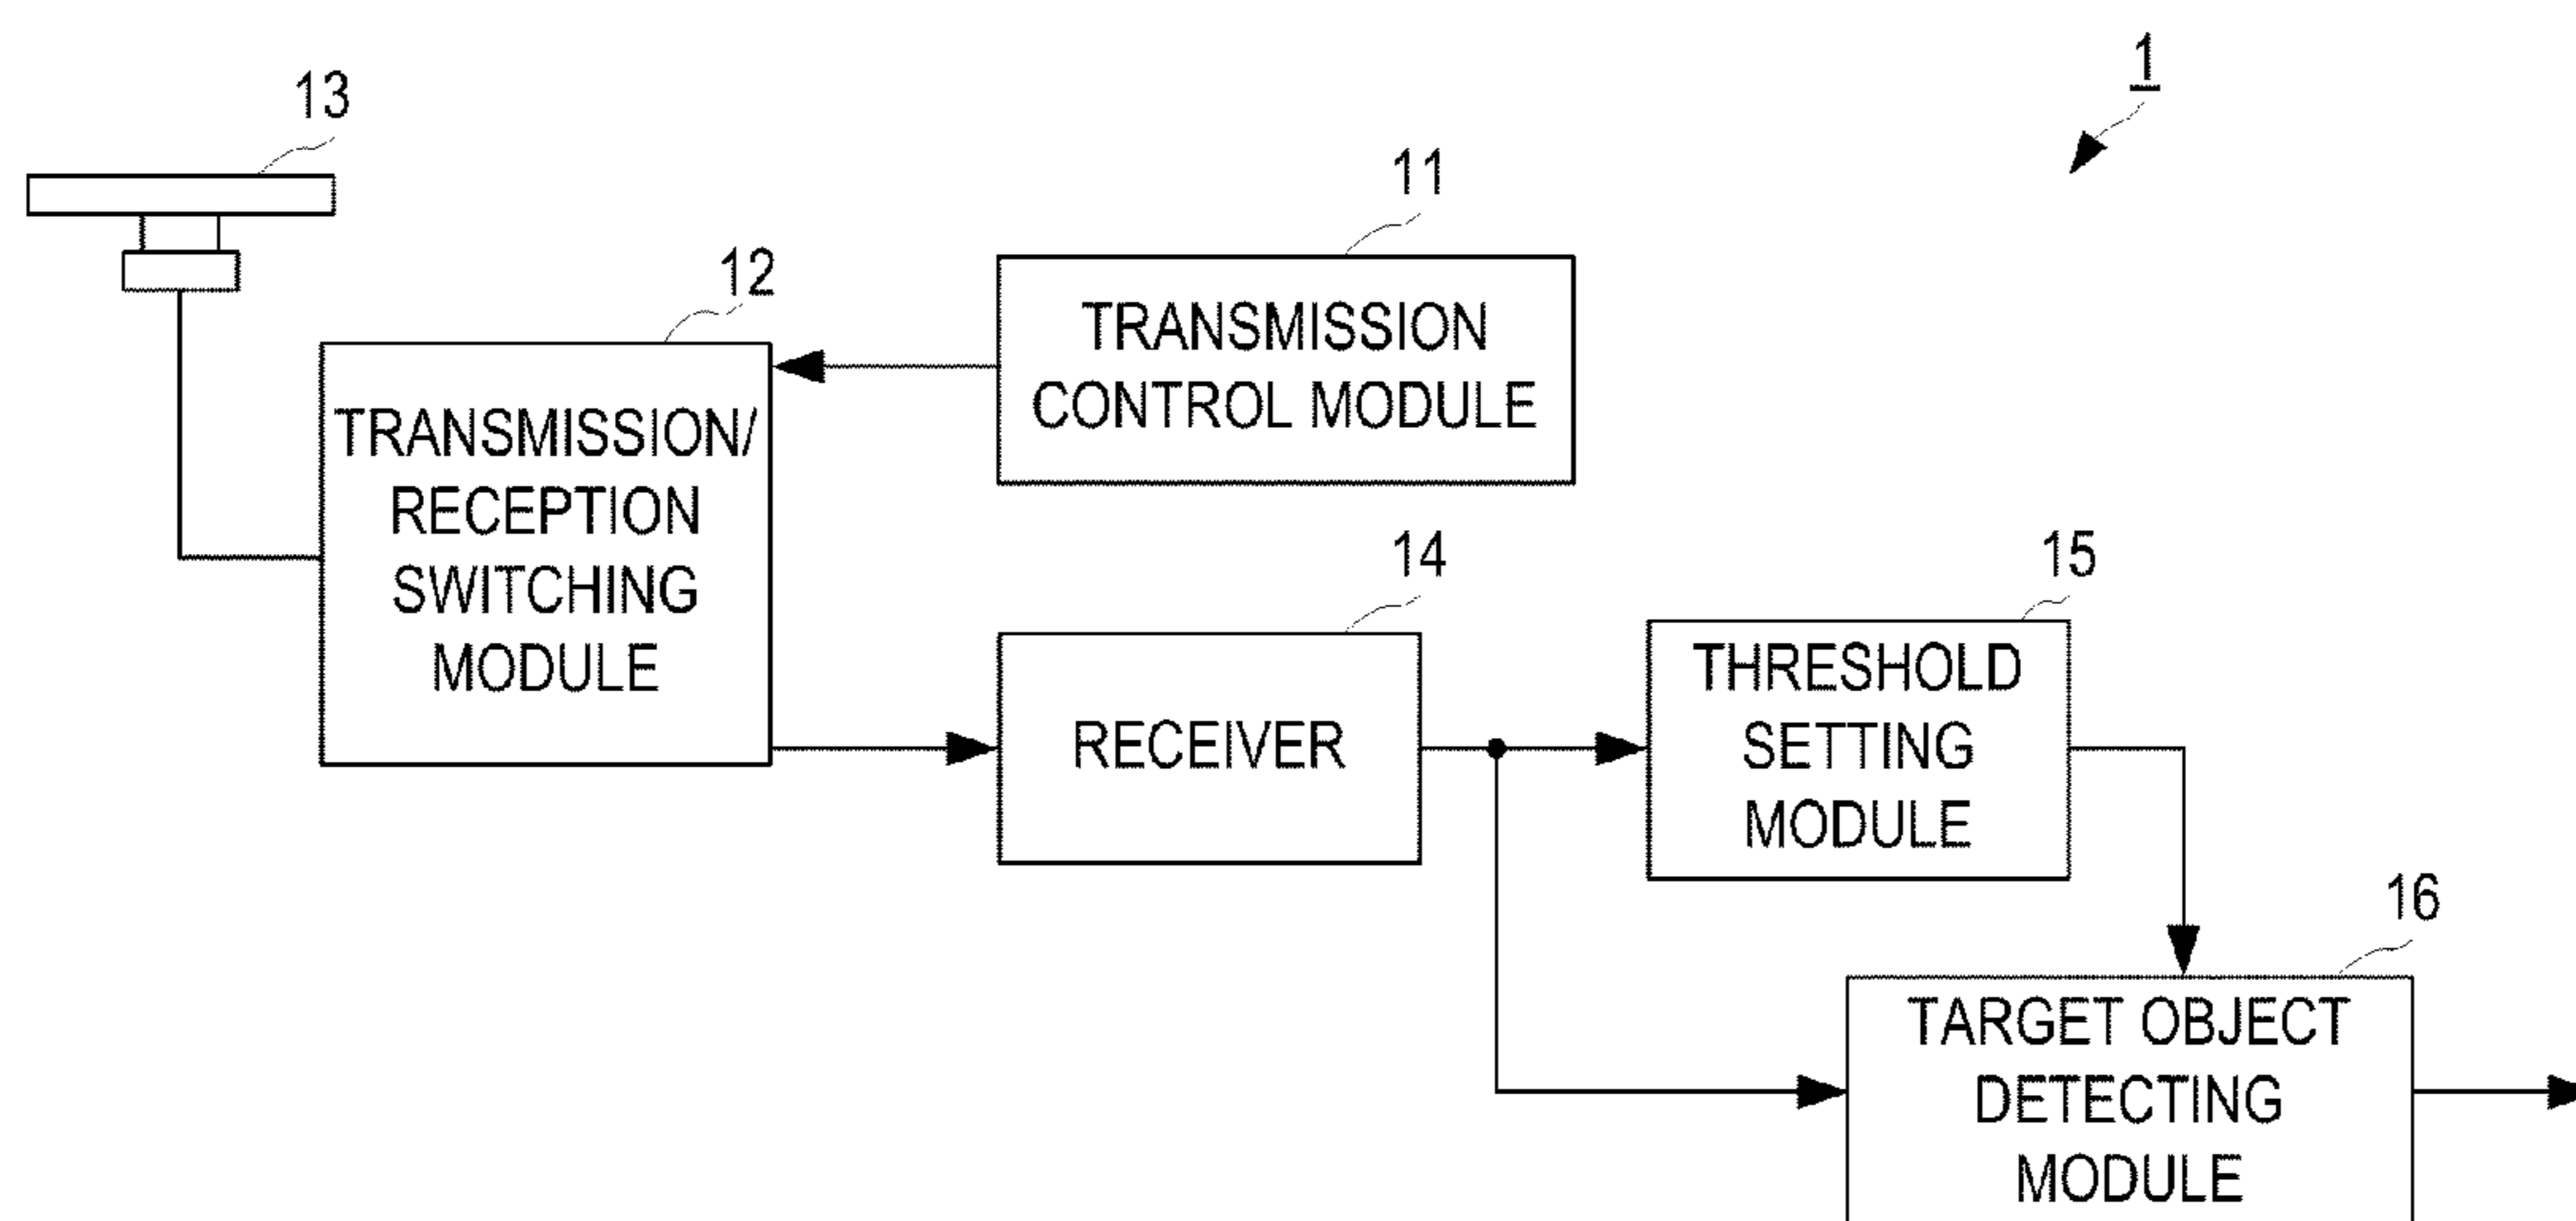 1
13
11
12
TRANSMISSION
CONTROL MODULE
TRANSMISSION/
RECEPTION
SWITCHING
MODULE
14
15
RECEIVER
THRESHOLD
SETTING
MODULE
16
TARGET OBJECT
DETECTING
MODULE